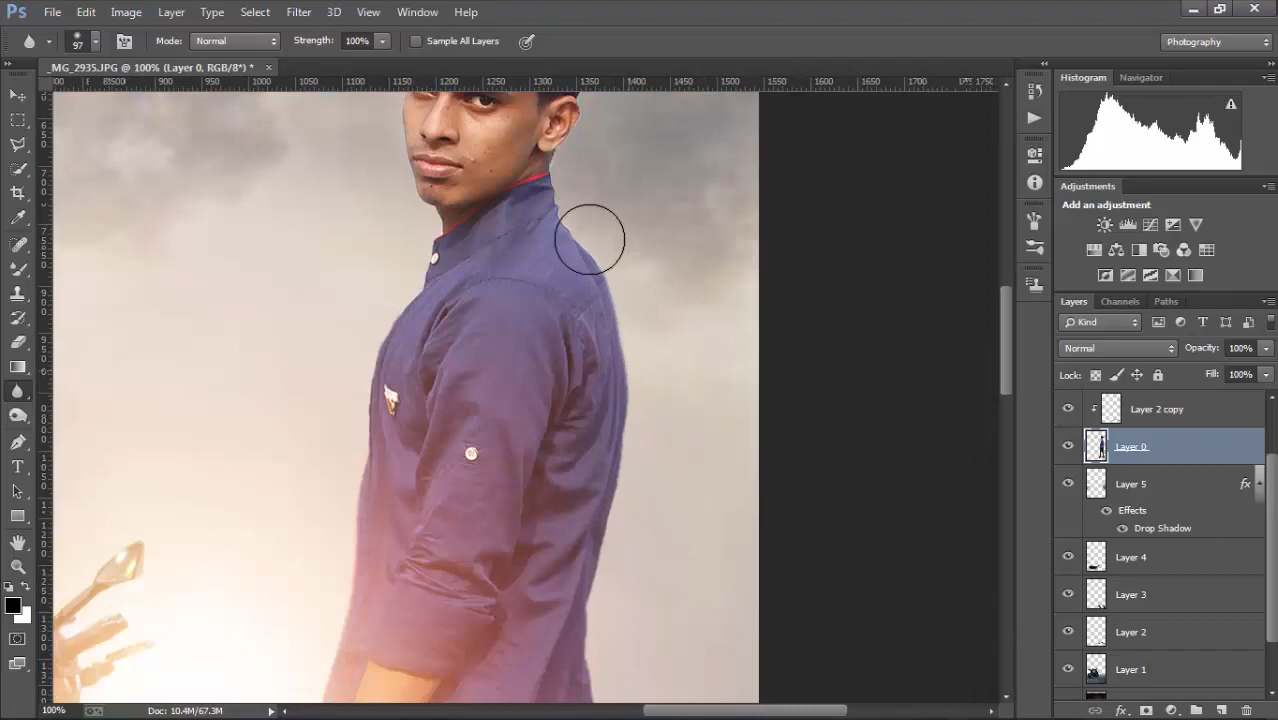 Ps File Edit Image Layer Type Select Filter 3D View Window Help
97 Mode: Normal Strength: 100% Sample All Layers Photography
_MG_2935.JPG @ 100% (Layer 0, RGB/8*) * ×
900 950 1000 1050 1100 1150 1200 1250 1300 1350 1400 1450 1500 1550 1600 1650 1700 1750
Histogram Navigator
Adjustments
Add an adjustment
Layers Channels Paths
Kind
Normal Opacity: 100%
Lock: Fill: 100%
Layer 2 copy
Layer 0
Layer 5 fx
Effects
Drop Shadow
Layer 4
Layer 3
Layer 2
Layer 1
100% Doc: 10.4M/67.3M